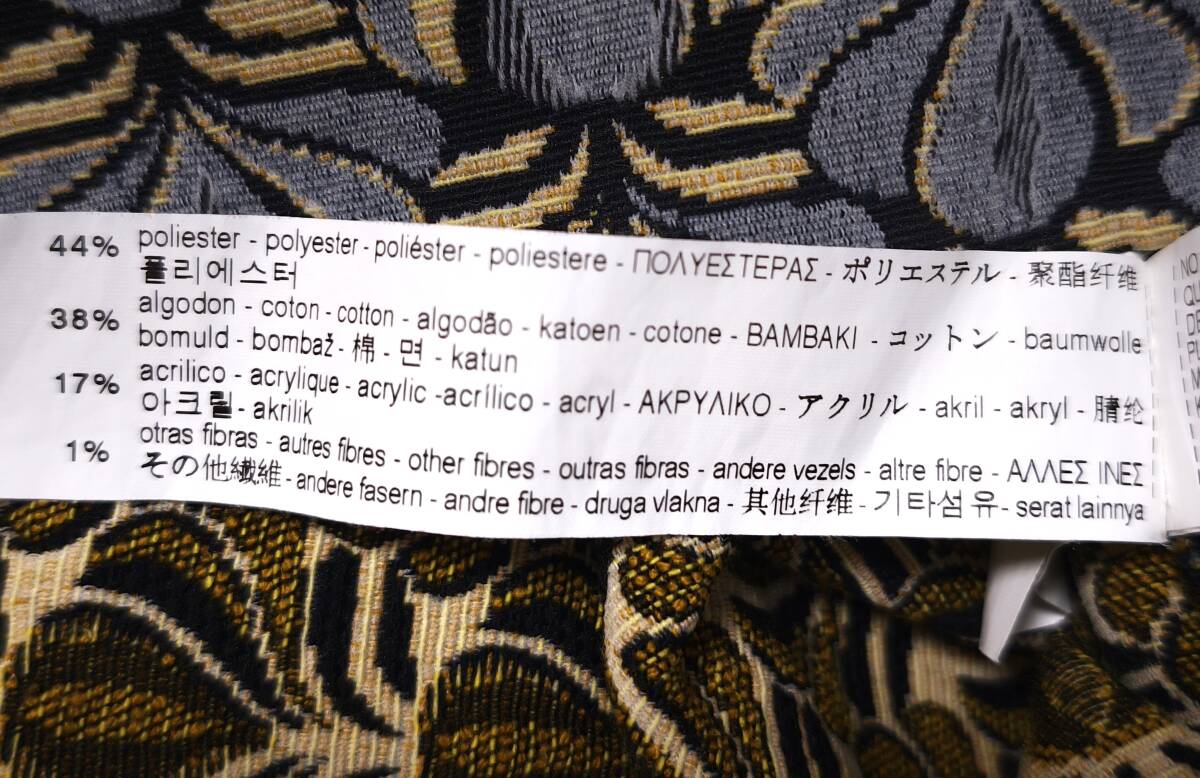 44% poliester - polyester - poliéster - poliestere - ΠΟΛΥΕΣΤΕΡΑΣ - ポリエステル - 聚酯纤维
폴리에스터
38% algodon - coton - cotton - algodão - katoen - cotone - BAMBAKI - コットン - baumwolle
bomuld - bombaž - 棉 - 면 - katun
17% acrilico - acrylique - acrylic -acrílico - acryl - ΑΚΡΥΛΙΚΟ - アクリル - akril - akryl - 腈纶
아크릴 - akrilik
1% otras fibras - autres fibres - other fibres - outras fibras - andere vezels - altre fibre - ΑΛΛΕΣ ΙΝΕΣ
その他繊維 - andere fasern - andre fibre - druga vlakna - 其他纤维 - 기타섬유 - serat lainnya
NO